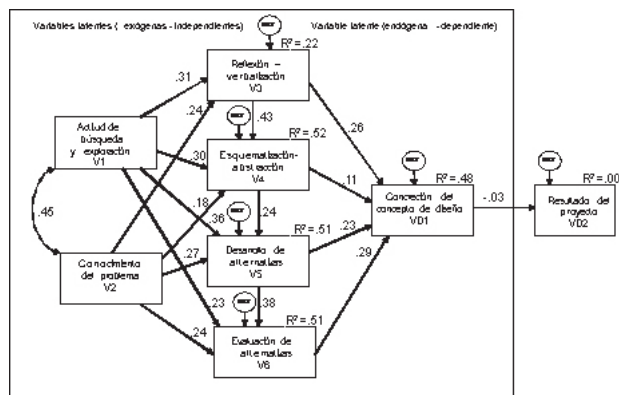 Variables latentes ( exógenas - independientes)
Variable latente (endógena - dependiente)
R²=.22
Reflexión –
verbalización
V3
.31
.24
.43
.26
R²=.52
Actitud de
búsqueda
y exploración
V1
.30
Esquematización-
abstracción
V4
.11
R²=.48
.18
.36
.24
Concreción del
concepto de diseño
VD1
-.03
R²=.00
Resultado del
proyecto
VD2
.45
R²=.51
.23
Desarrollo de
alternativas
V5
.27
Conocimiento
del problema
V2
.29
.23
.38
.24
R²=.51
Evaluación de
alternativas
V6